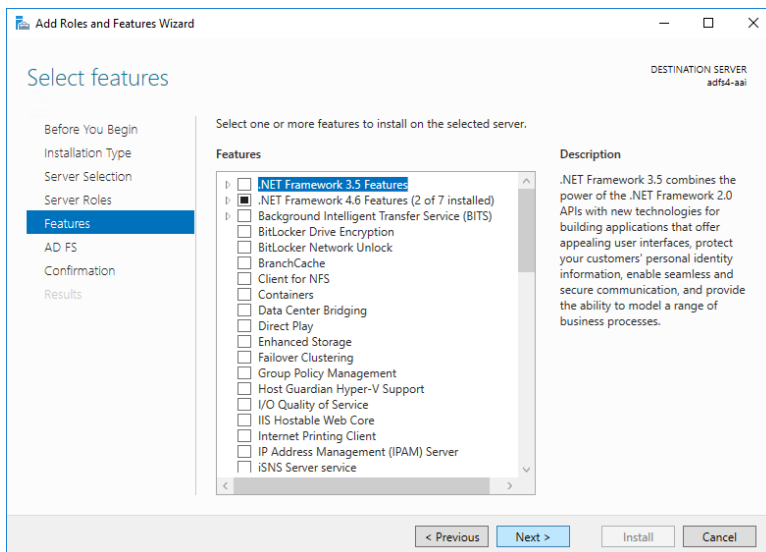 Add Roles and Features Wizard
Select features
DESTINATION SERVER
adfs4-aai
Before You Begin
Installation Type
Server Selection
Server Roles
Features
AD FS
Confirmation
Results
Select one or more features to install on the selected server.
Features
.NET Framework 3.5 Features
.NET Framework 4.6 Features (2 of 7 installed)
Background Intelligent Transfer Service (BITS)
BitLocker Drive Encryption
BitLocker Network Unlock
BranchCache
Client for NFS
Containers
Data Center Bridging
Direct Play
Enhanced Storage
Failover Clustering
Group Policy Management
Host Guardian Hyper-V Support
I/O Quality of Service
IIS Hostable Web Core
Internet Printing Client
IP Address Management (IPAM) Server
iSNS Server service
Description
.NET Framework 3.5 combines the
power of the .NET Framework 2.0
APIs with new technologies for
building applications that offer
appealing user interfaces, protect
your customers' personal identity
information, enable seamless and
secure communication, and provide
the ability to model a range of
business processes.
< Previous
Next >
Install
Cancel